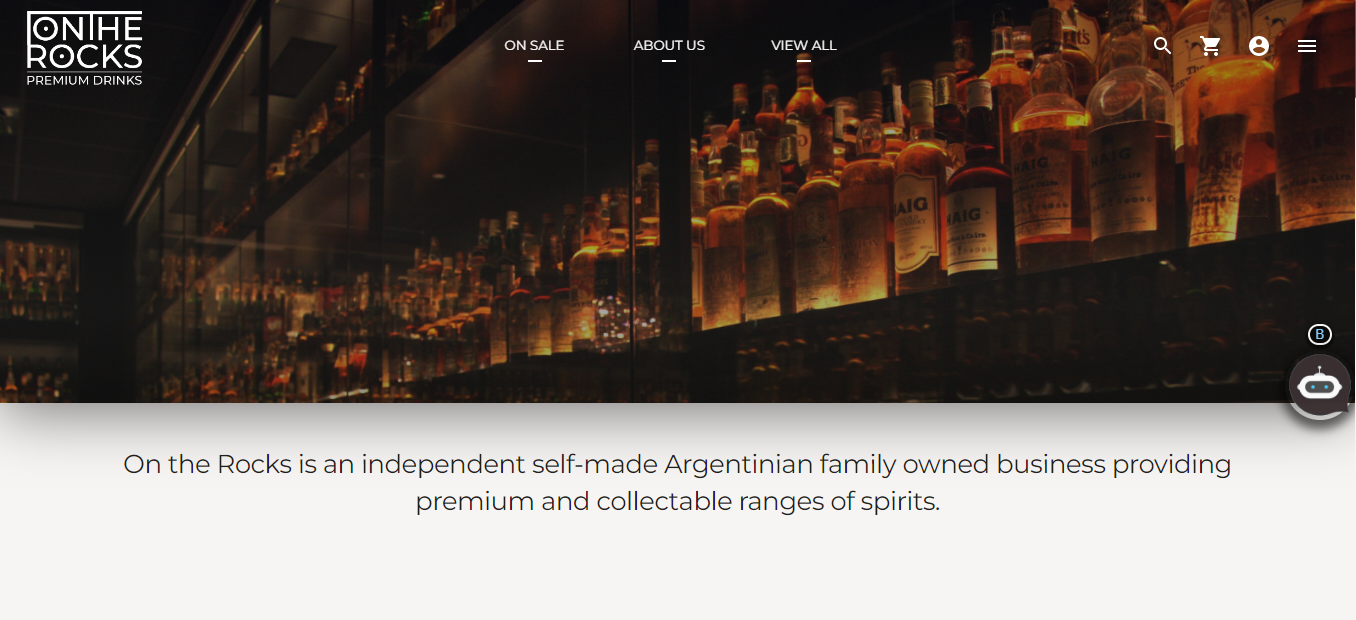 ON THE
ROCKS
PREMIUM DRINKS
ON SALE
ABOUT US
VIEW ALL
HAIG
HAIG
HAIG
HAIG
HAIG
B
On the Rocks is an independent self-made Argentinian family owned business providing
premium and collectable ranges of spirits.